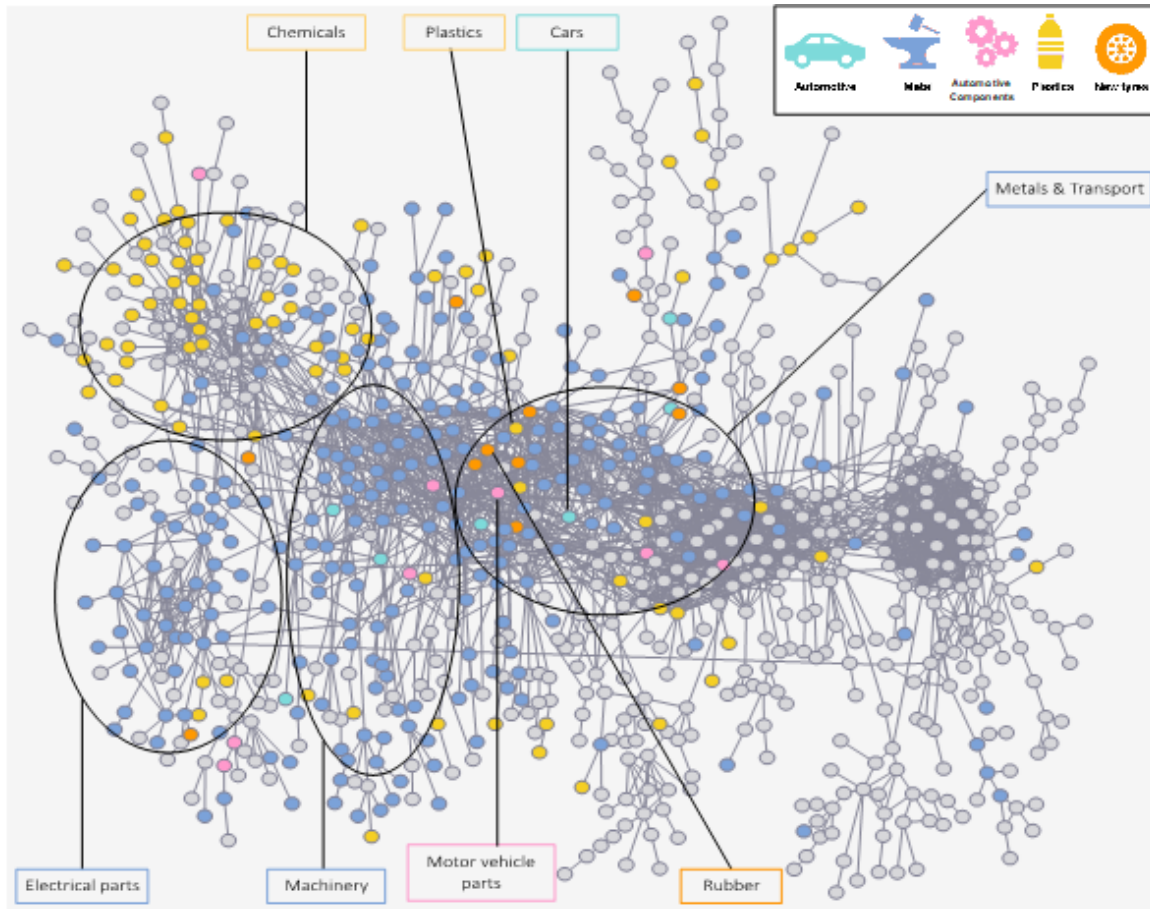 Chemicals
Plastics
Cars
Automotive
Metals
Automotive
Components
Plastics
New tyres
Metals & Transport
Electrical parts
Machinery
Motor vehicle
parts
Rubber